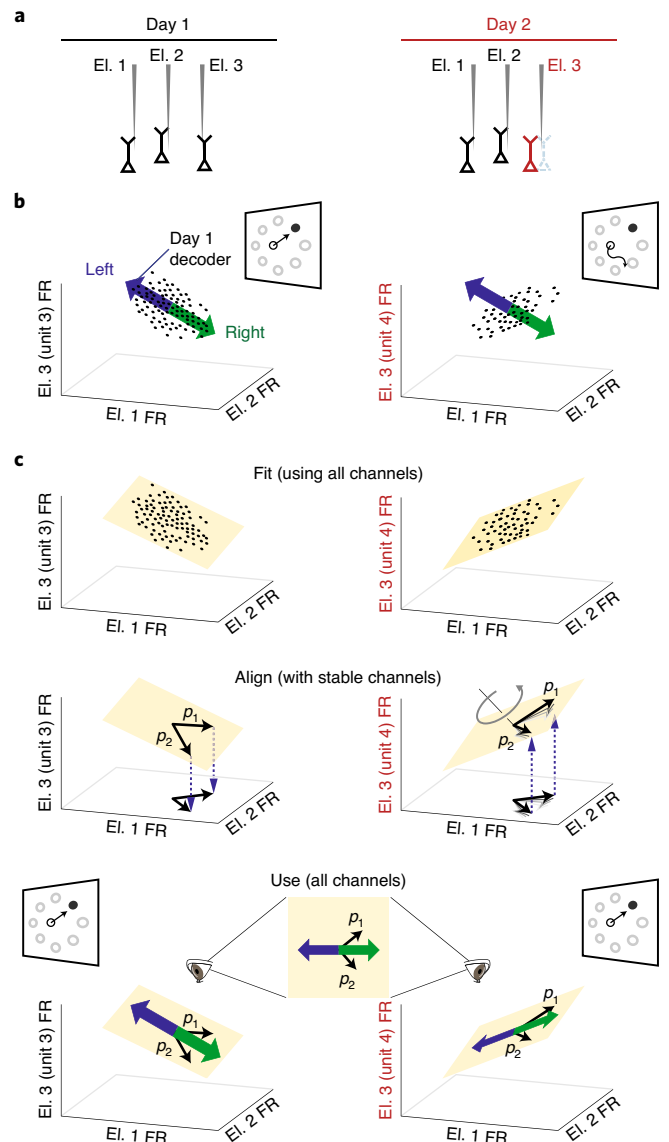 a
Day 1
El. 1
El. 2
El. 3
Day 2
El. 1
El. 2
El. 3
b
Left
Day 1
decoder
Right
El. 3 (unit 3) FR
El. 1 FR
El. 2 FR
El. 3 (unit 4) FR
El. 1 FR
El. 2 FR
c
Fit (using all channels)
El. 3 (unit 3) FR
El. 1 FR
El. 2 FR
El. 3 (unit 4) FR
El. 1 FR
El. 2 FR
Align (with stable channels)
El. 3 (unit 3) FR
p1
p2
El. 1 FR
El. 2 FR
El. 3 (unit 4) FR
p1
p2
El. 1 FR
El. 2 FR
Use (all channels)
p1
p2
El. 3 (unit 3) FR
p1
p2
El. 1 FR
El. 2 FR
El. 3 (unit 4) FR
p1
p2
El. 1 FR
El. 2 FR